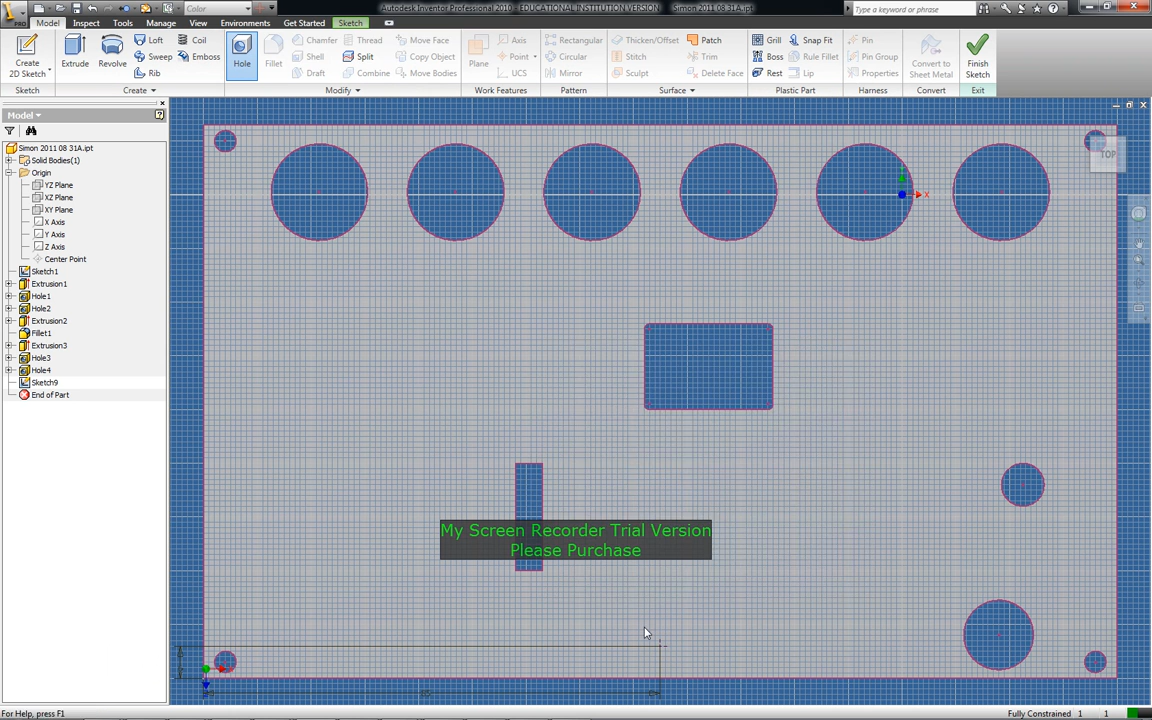 PRO
Color
Autodesk Inventor Professional 2010 - EDUCATIONAL INSTITUTION VERSION Simon 2011 08 31A.ipt
Type a keyword or phrase
Model Inspect Tools Manage View Environments Get Started Sketch
Create 2D Sketch
Extrude
Revolve
Loft
Sweep
Rib
Coil
Emboss
Hole
Fillet
Chamfer
Shell
Draft
Thread
Split
Combine
Move Face
Copy Object
Move Bodies
Plane
Axis
Point
UCS
Rectangular
Circular
Mirror
Thicken/Offset
Stitch
Sculpt
Patch
Trim
Delete Face
Grill
Boss
Rest
Snap Fit
Rule Fillet
Lip
Pin
Pin Group
Properties
Convert to Sheet Metal
Finish Sketch
Sketch Create Modify Work Features Pattern Surface Plastic Part Harness Convert Exit
Model
Simon 2011 08 31A.ipt
Solid Bodies(1)
Origin
YZ Plane
XZ Plane
XY Plane
X Axis
Y Axis
Z Axis
Center Point
Sketch1
Extrusion1
Hole1
Hole2
Extrusion2
Fillet1
Extrusion3
Hole3
Hole4
Sketch9
End of Part
TOP
X
My Screen Recorder Trial Version
Please Purchase
For Help, press F1
Fully Constrained 1 1